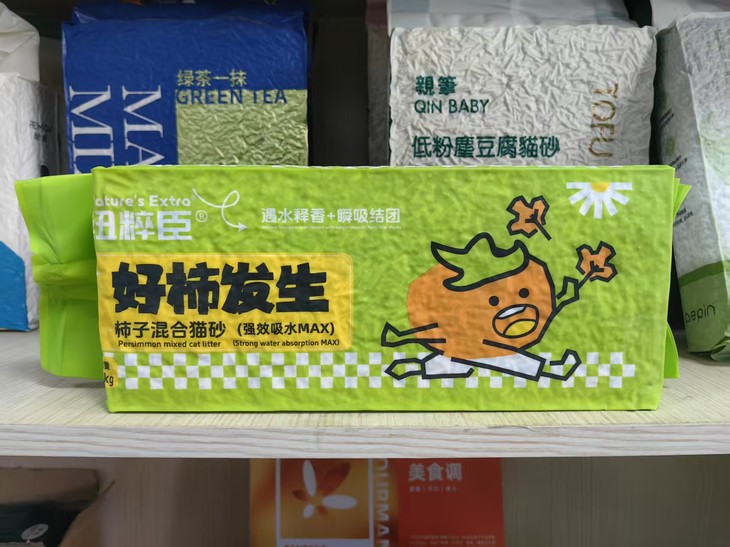 绿茶一抹
GREEN TEA
親筆
QIN BABY
低粉塵豆腐貓砂
TOFU
ature's Extra
粹臣®
遇水释香+瞬吸结团
好柿发生
柿子混合猫砂 (强效吸水MAX)
Persimmon mixed cat litter (Strong water absorption MAX)
kg
美食调